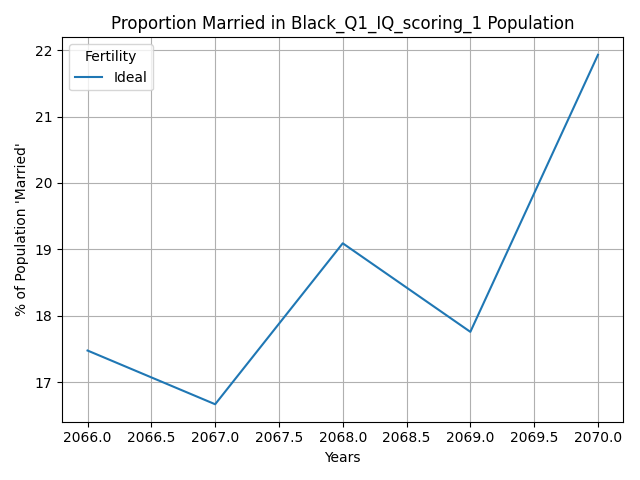 Proportion Married in Black_Q1_IQ_scoring_1 Population
Fertility
Ideal
% of Population 'Married'
22
21
20
19
18
17
2066.0 2066.5 2067.0 2067.5 2068.0 2068.5 2069.0 2069.5 2070.0
Years